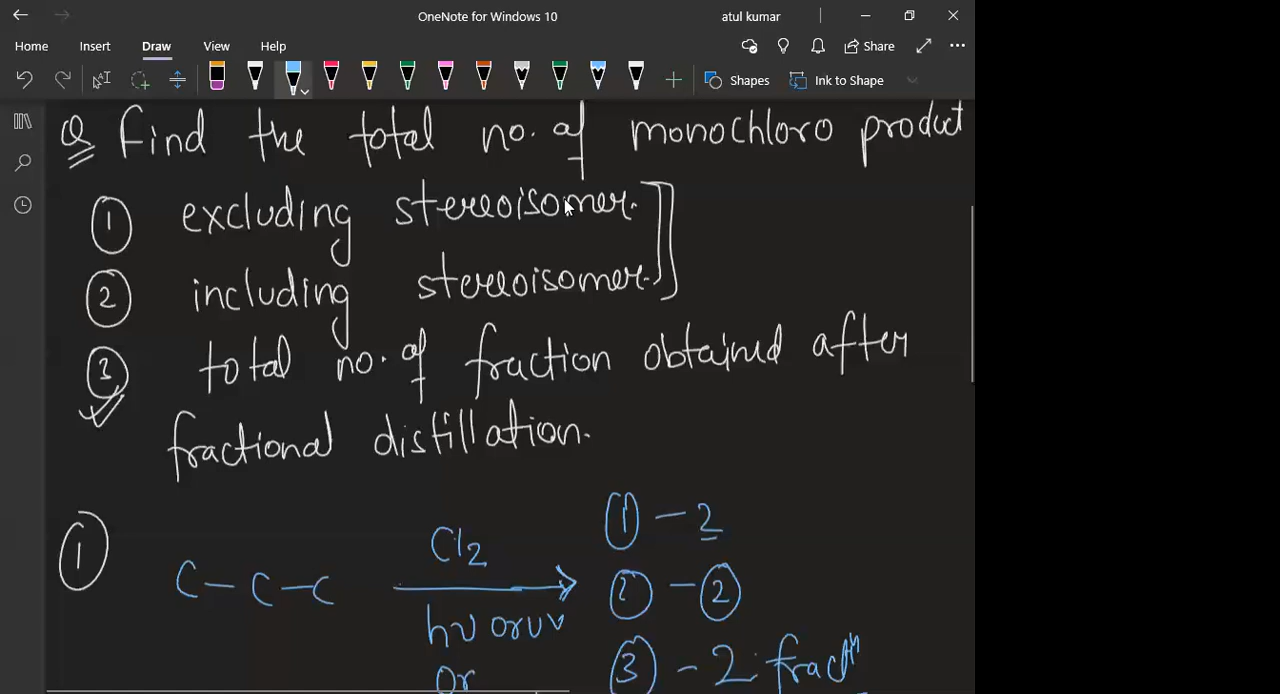 OneNote for Windows 10
atul kumar
Home Insert Draw View Help
Share
Shapes
Ink to Shape
Q Find the total no. of monochloro product
1 excluding stereoisomer.
2 including stereoisomer.
3 total no. of fraction obtained after
fractional distillation.
1
C-C-C
Cl2
hν or uv
or
1 - 2
2 - 2
3 - 2 fractn